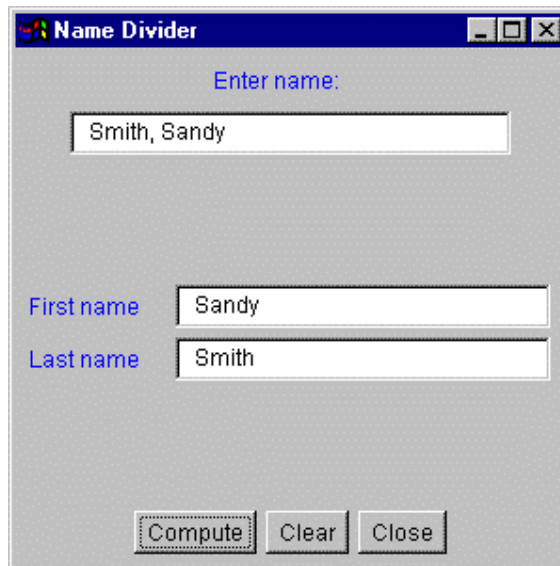 Name Divider
Enter name:
Smith, Sandy
First name Sandy
Last name Smith
Compute Clear Close